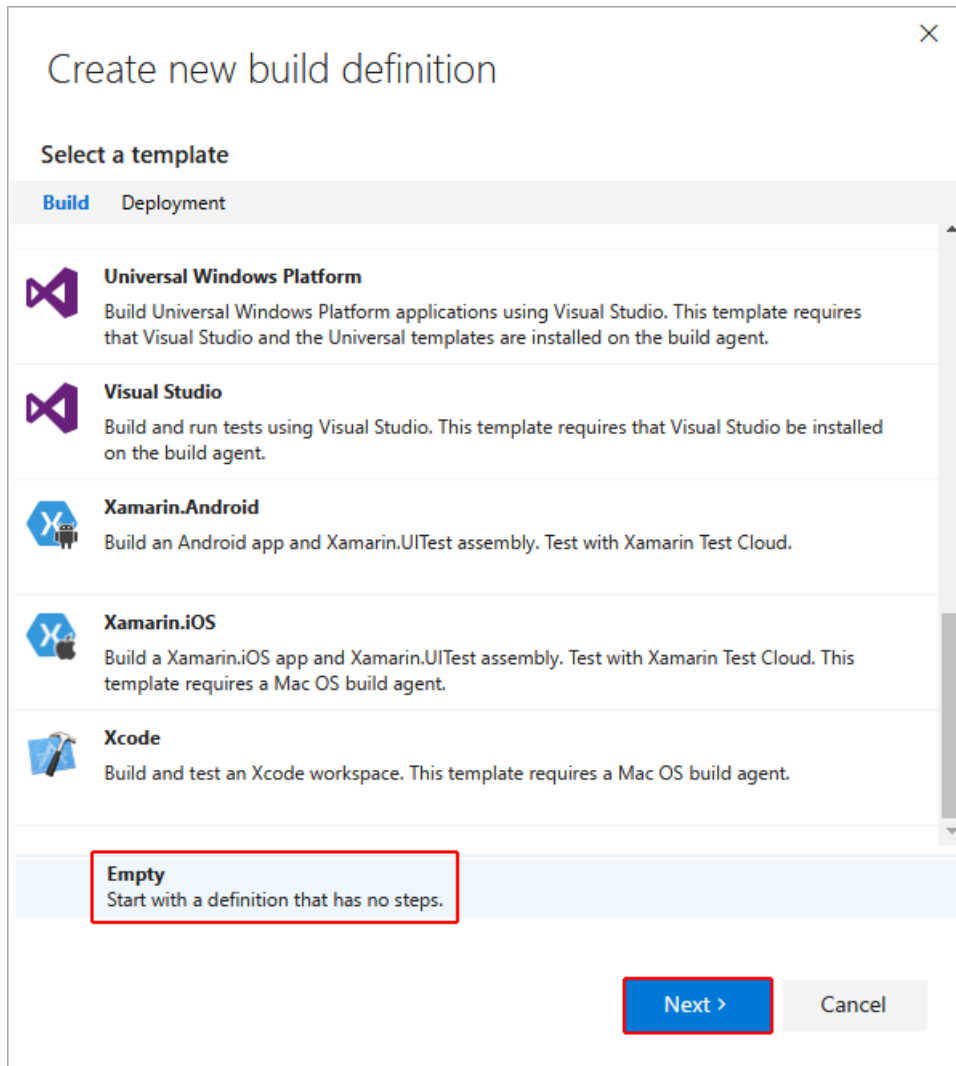 Create new build definition
Select a template
Build Deployment
Universal Windows Platform
Build Universal Windows Platform applications using Visual Studio. This template requires
that Visual Studio and the Universal templates are installed on the build agent.
Visual Studio
Build and run tests using Visual Studio. This template requires that Visual Studio be installed
on the build agent.
Xamarin.Android
Build an Android app and Xamarin.UITest assembly. Test with Xamarin Test Cloud.
Xamarin.iOS
Build a Xamarin.iOS app and Xamarin.UITest assembly. Test with Xamarin Test Cloud. This
template requires a Mac OS build agent.
Xcode
Build and test an Xcode workspace. This template requires a Mac OS build agent.
Empty
Start with a definition that has no steps.
Next > Cancel